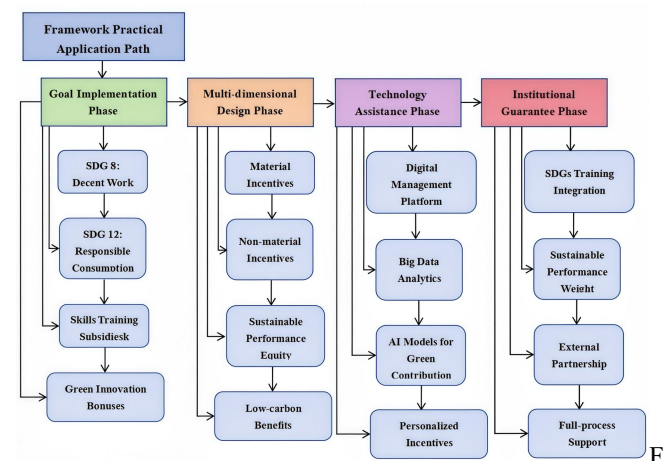 Framework Practical
Application Path
Goal Implementation
Phase
Multi-dimensional
Design Phase
Technology
Assistance Phase
Institutional
Guarantee Phase
SDG 8:
Decent Work
SDG 12:
Responsible
Consumption
Skills Training
Subsidiesk
Green Innovation
Bonuses
Material
Incentives
Non-material
Incentives
Sustainable
Performance
Equity
Low-carbon
Benefits
Digital
Management
Platform
Big Data
Analytics
AI Models for
Green
Contribution
Personalized
Incentives
SDGs Training
Integration
Sustainable
Performance
Weight
External
Partnership
Full-process
Support
F